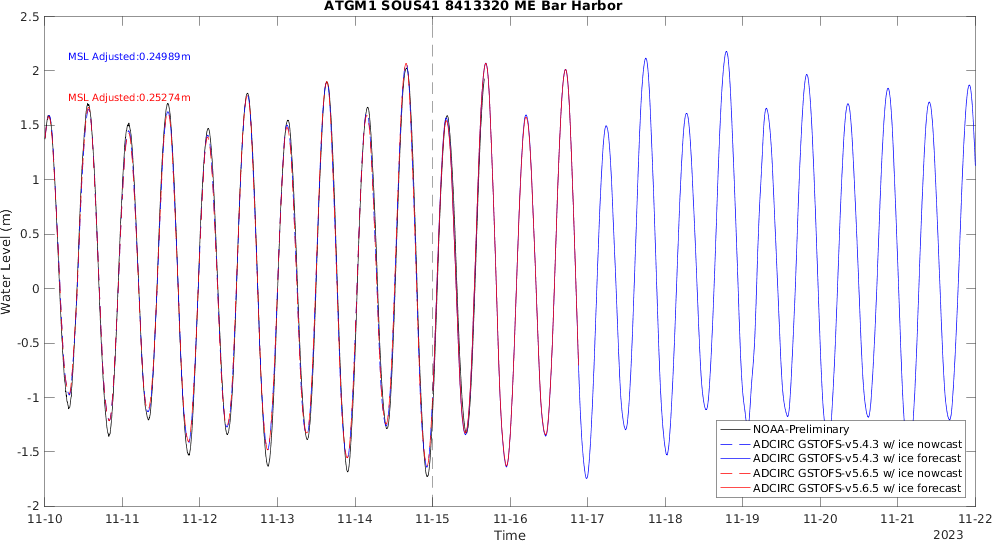 ATGM1 SOUS41 8413320 ME Bar Harbor
2.5
2
1.5
1
0.5
0
-0.5
-1
-1.5
-2
Water Level (m)
MSL Adjusted:0.24989m
MSL Adjusted:0.25274m
NOAA-Preliminary
ADCIRC GSTOFS-v5.4.3 w/ ice nowcast
ADCIRC GSTOFS-v5.4.3 w/ ice forecast
ADCIRC GSTOFS-v5.6.5 w/ ice nowcast
ADCIRC GSTOFS-v5.6.5 w/ ice forecast
11-10 11-11 11-12 11-13 11-14 11-15 11-16 11-17 11-18 11-19 11-20 11-21 11-22
Time
2023